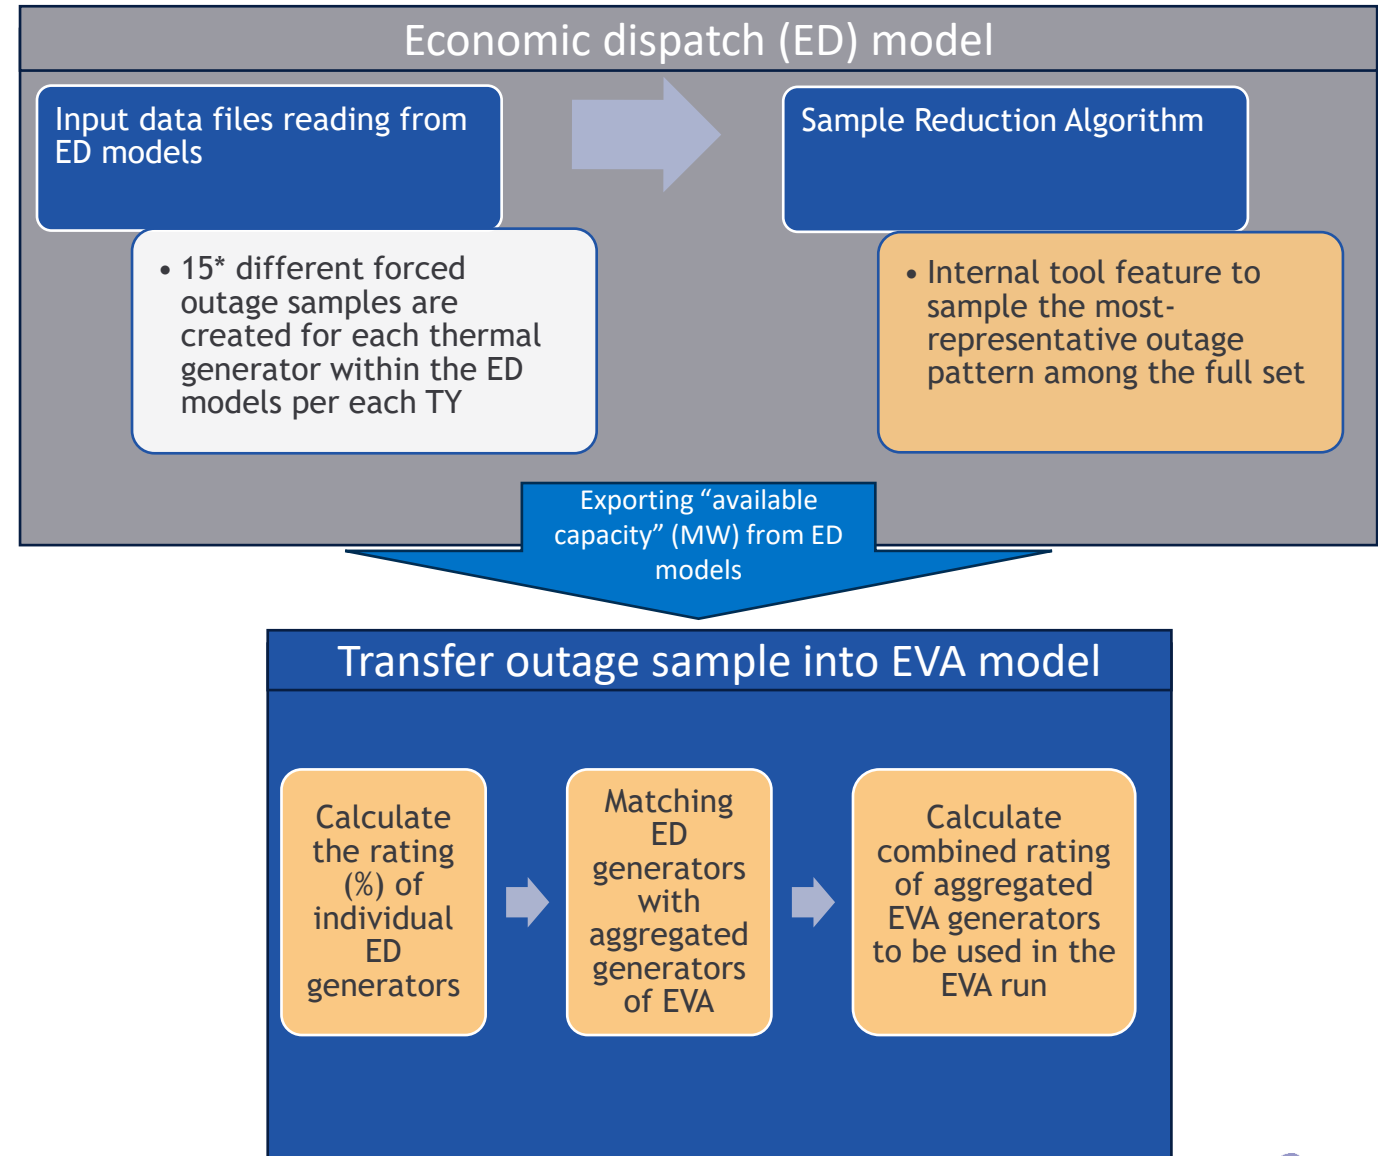 Economic dispatch (ED) model
Input data files reading from
ED models
Sample Reduction Algorithm
• 15* different forced
outage samples are
created for each thermal
generator within the ED
models per each TY
• Internal tool feature to
sample the most-
representative outage
pattern among the full set
Exporting “available
capacity” (MW) from ED
models
Transfer outage sample into EVA model
Calculate
the rating
(%) of
individual
ED
generators
Matching
ED
generators
with
aggregated
generators
of EVA
Calculate
combined rating
of aggregated
EVA generators
to be used in the
EVA run